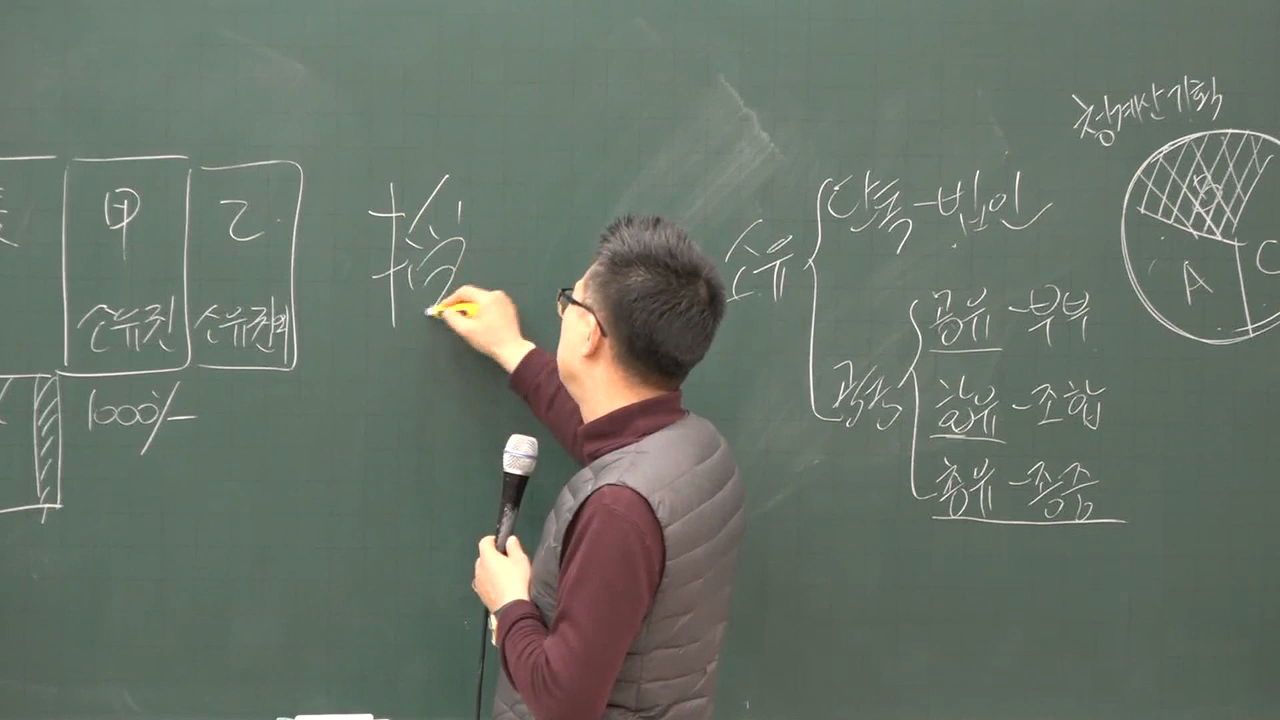 甲
乙
소유권
소유권리
1000/-
소유
단독-법인
공동
공유-부부
합유-조합
총유-종중
청계산기획
B
A
C